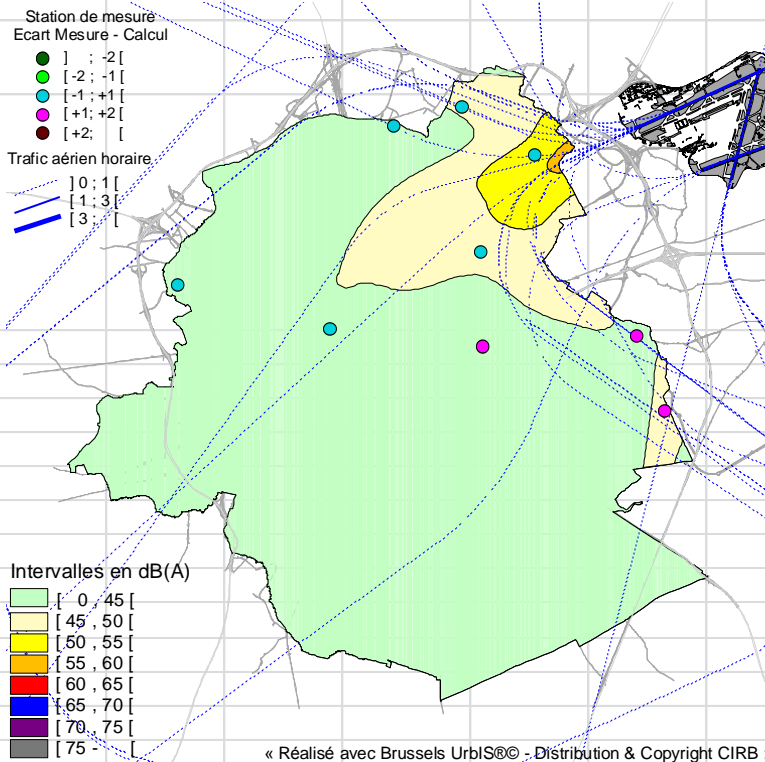 Station de mesure
Ecart Mesure - Calcul
] ; -2 [
[ -2 ; -1 [
[ -1 ; +1 [
[ +1; +2 [
[ +2; [
Trafic aérien horaire
] 0 ; 1 [
[ 1 ; 3 [
[ 3 ; [
Intervalles en dB(A)
[ 0 , 45 [
[ 45 , 50 [
[ 50 , 55 [
[ 55 , 60 [
[ 60 , 65 [
[ 65 , 70 [
[ 70 , 75 [
[ 75 - [
« Réalisé avec Brussels UrbIS®© - Distribution & Copyright CIRB